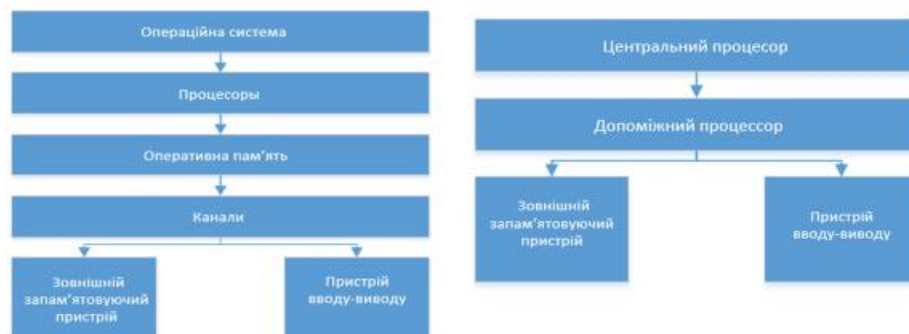 Операційна система
Процесоры
Оперативна пам'ять
Канали
Зовнішній
запам'ятовуючий
пристрій
Пристрій
вводу-виводу
Центральний процесор
Допоміжний процессор
Зовнішній
запам'ятовуючий
пристрій
Пристрій
вводу-виводу